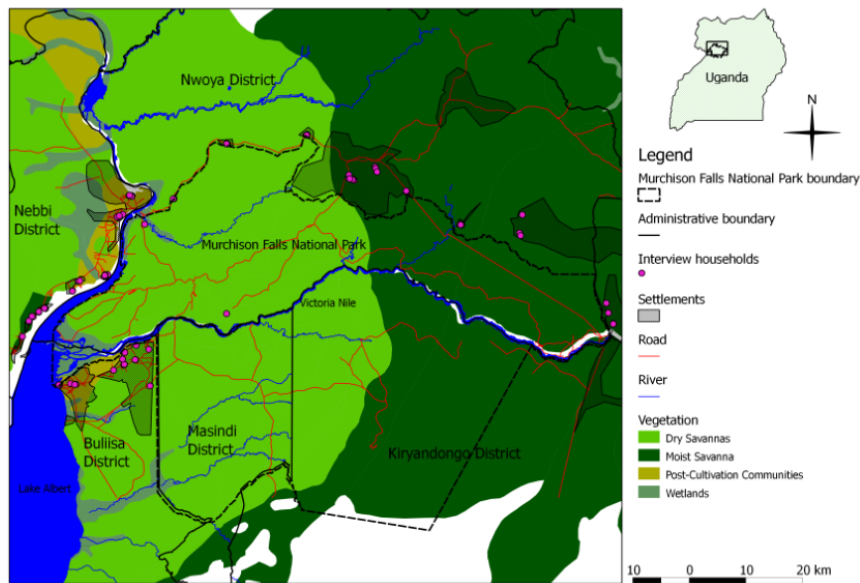 Nwoya District
Nebbi
District
Murchison Falls National Park
Victoria Nile
Buliisa
District
Masindi
District
Kiryandongo District
Lake Albert
Uganda
N
Legend
Murchison Falls National Park boundary
Administrative boundary
Interview households
Settlements
Road
River
Vegetation
Dry Savannas
Moist Savanna
Post-Cultivation Communities
Wetlands
10 0 10 20 km